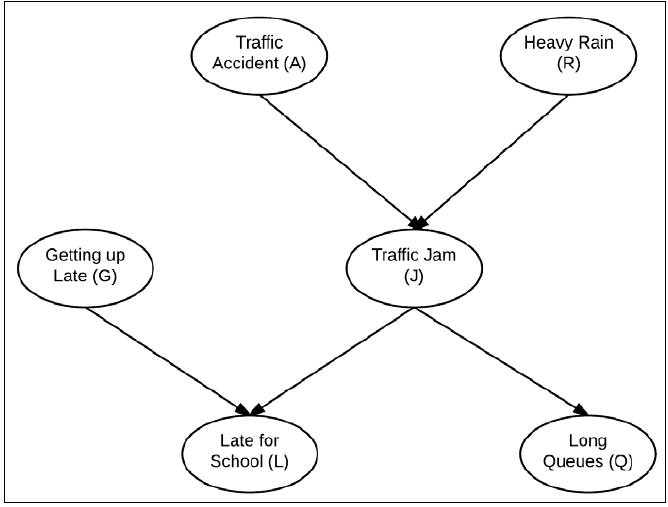 Traffic
Accident (A)
Heavy Rain
(R)
Getting up
Late (G)
Traffic Jam
(J)
Late for
School (L)
Long
Queues (Q)